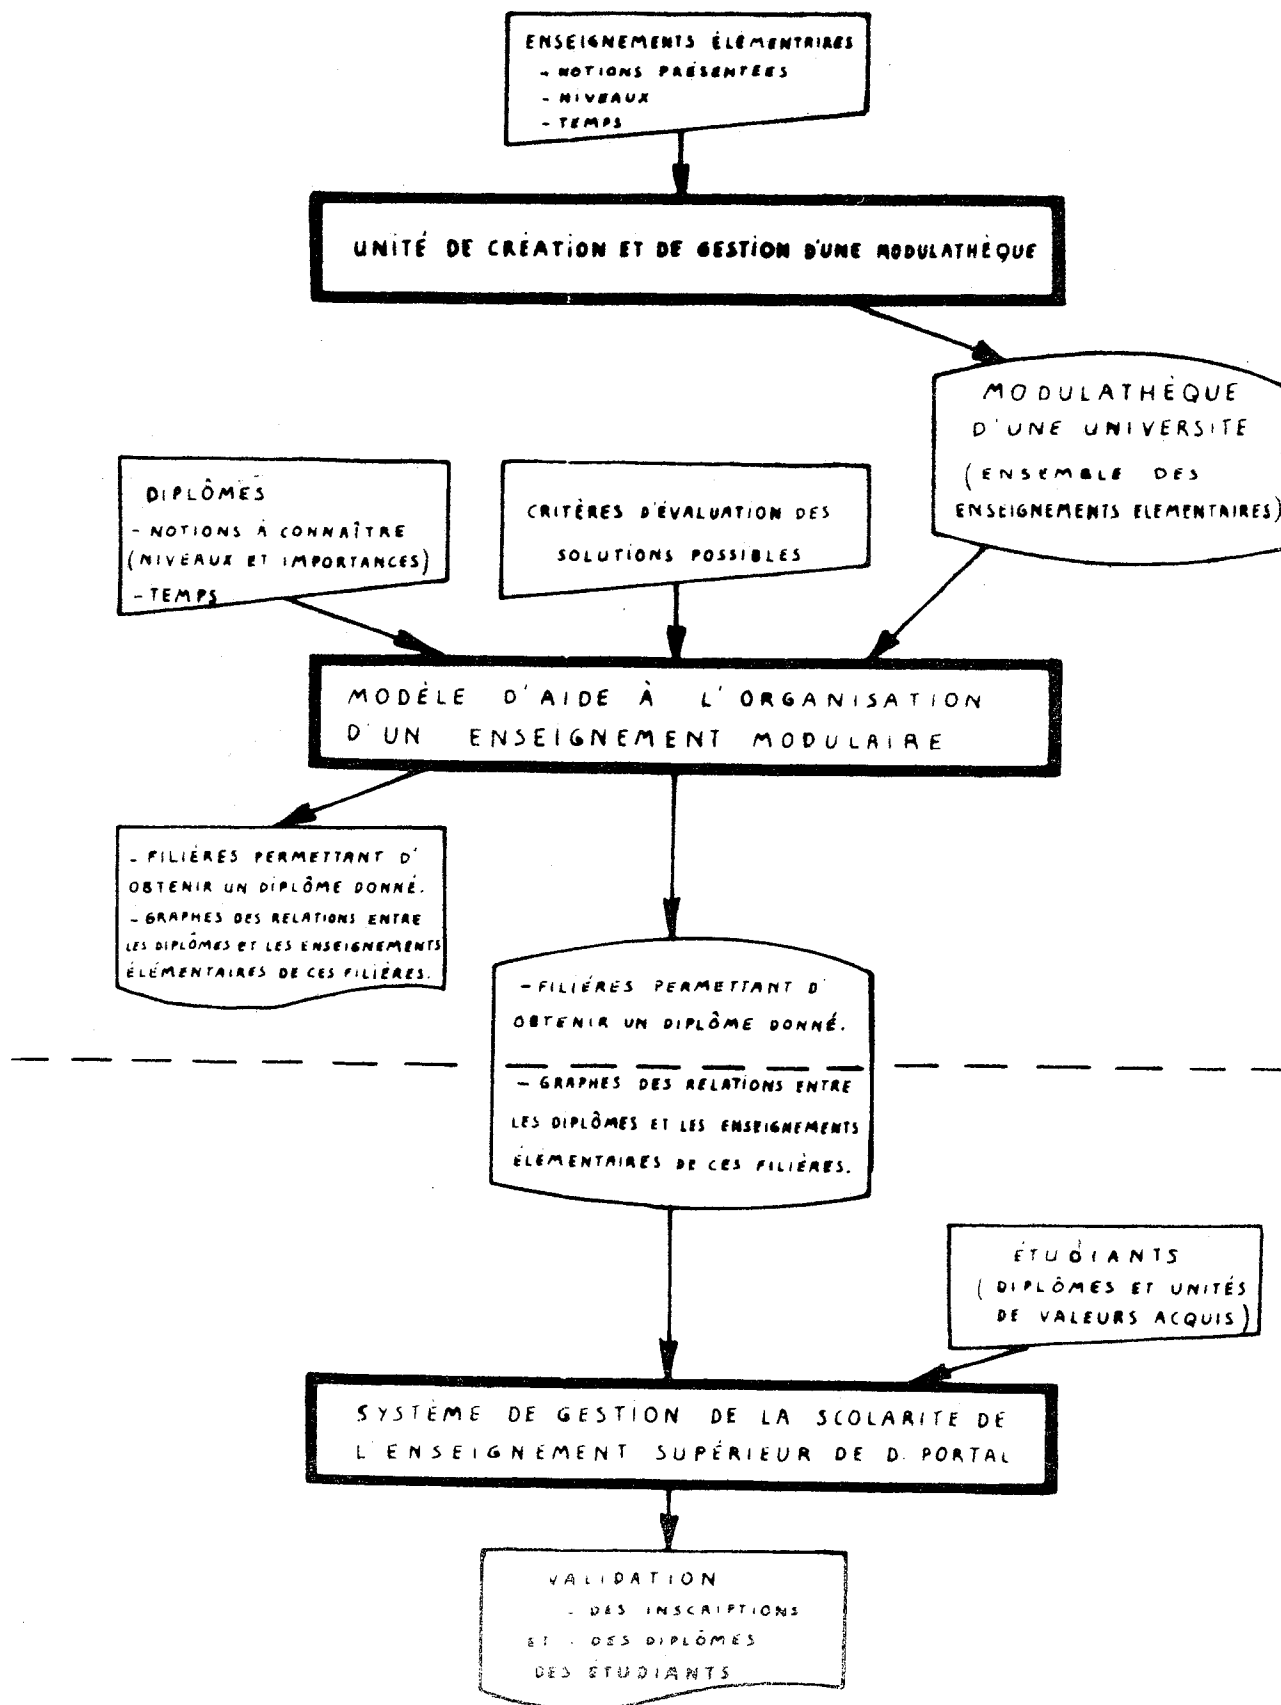 ENSEIGNEMENTS ÉLÉMENTAIRES
- NOTIONS PRÉSENTÉES
- NIVEAUX
- TEMPS
UNITÉ DE CRÉATION ET DE GESTION D'UNE MODULATHÈQUE
MODULATHÈQUE
D'UNE UNIVERSITE
(ENSEMBLE DES
ENSEIGNEMENTS ELEMENTAIRES)
DIPLÔMES
- NOTIONS À CONNAÎTRE
(NIVEAUX ET IMPORTANCES)
- TEMPS
CRITÈRES D'ÉVALUATION DES
SOLUTIONS POSSIBLES
MODÈLE D'AIDE À L'ORGANISATION
D'UN ENSEIGNEMENT MODULAIRE
- FILIÈRES PERMETTANT D'
OBTENIR UN DIPLÔME DONNÉ.
- GRAPHES DES RELATIONS ENTRE
LES DIPLÔMES ET LES ENSEIGNEMENTS
ÉLÉMENTAIRES DE CES FILIÈRES.
- FILIÉRES PERMETTANT D'
OBTENIR UN DIPLÔME DONNÉ.
- GRAPHES DES RELATIONS ENTRE
LES DIPLÔMES ET LES ENSEIGNEMENTS
ÉLÉMENTAIRES DE CES FILIÈRES.
ÉTUDIANTS
(DIPLÔMES ET UNITÉS
DE VALEURS ACQUIS)
SYSTÈME DE GESTION DE LA SCOLARITE DE
L'ENSEIGNEMENT SUPÉRIEUR DE D. PORTAL
VALIDATION
- DES INSCRIPTIONS
ET - DES DIPLÔMES
DES ÉTUDIANTS